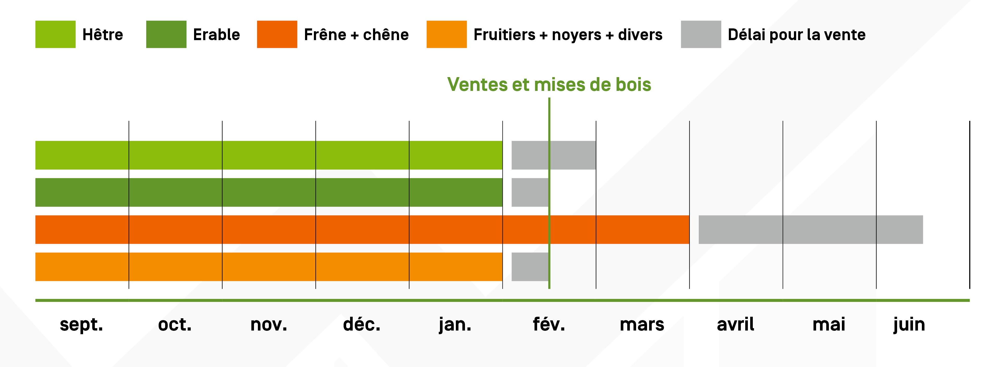 Hêtre
Erable
Frêne + chêne
Fruitiers + noyers + divers
Délai pour la vente
Ventes et mises de bois
sept. oct. nov. déc. jan. fév. mars avril mai juin